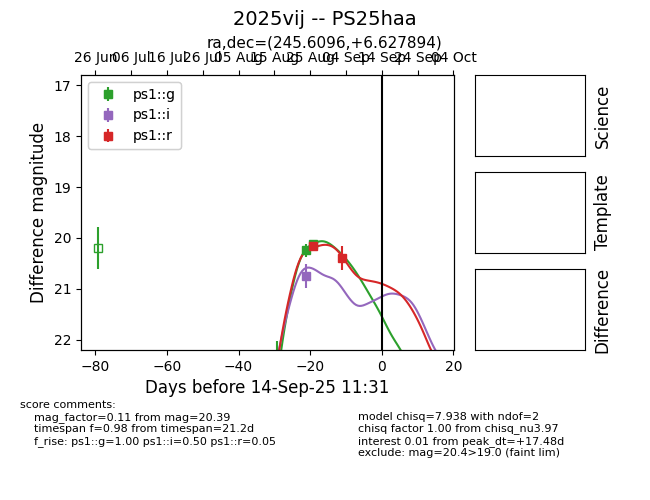 2025vij -- PS25haa
ra,dec=(245.6096,+6.627894)
26 Jun 06 Jul 16 Jul 26 Jul 05 Aug 15 Aug 25 Aug 04 Sep 14 Sep 24 Sep 04 Oct
ps1::g
ps1::i
ps1::r
17
18
19
20
21
22
Difference magnitude
−80 −60 −40 −20 0 20
Days before 14-Sep-25 11:31
Science
Template
Difference
score comments:
mag_factor=0.11 from mag=20.39
timespan f=0.98 from timespan=21.2d
f_rise: ps1::g=1.00 ps1::i=0.50 ps1::r=0.05
model chisq=7.938 with ndof=2
chisq factor 1.00 from chisq_nu3.97
interest 0.01 from peak_dt=+17.48d
exclude: mag=20.4>19.0 (faint lim)